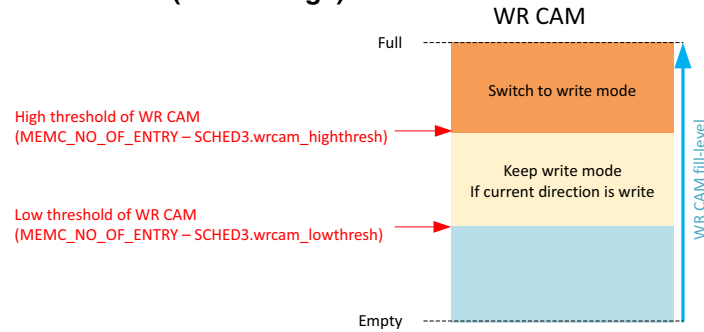 WR CAM
Full
Switch to write mode
High threshold of WR CAM
(MEMC_NO_OF_ENTRY – SCHED3.wrcam_highthresh)
Keep write mode
If current direction is write
Low threshold of WR CAM
(MEMC_NO_OF_ENTRY – SCHED3.wrcam_lowthresh)
WR CAM fill-level
Empty